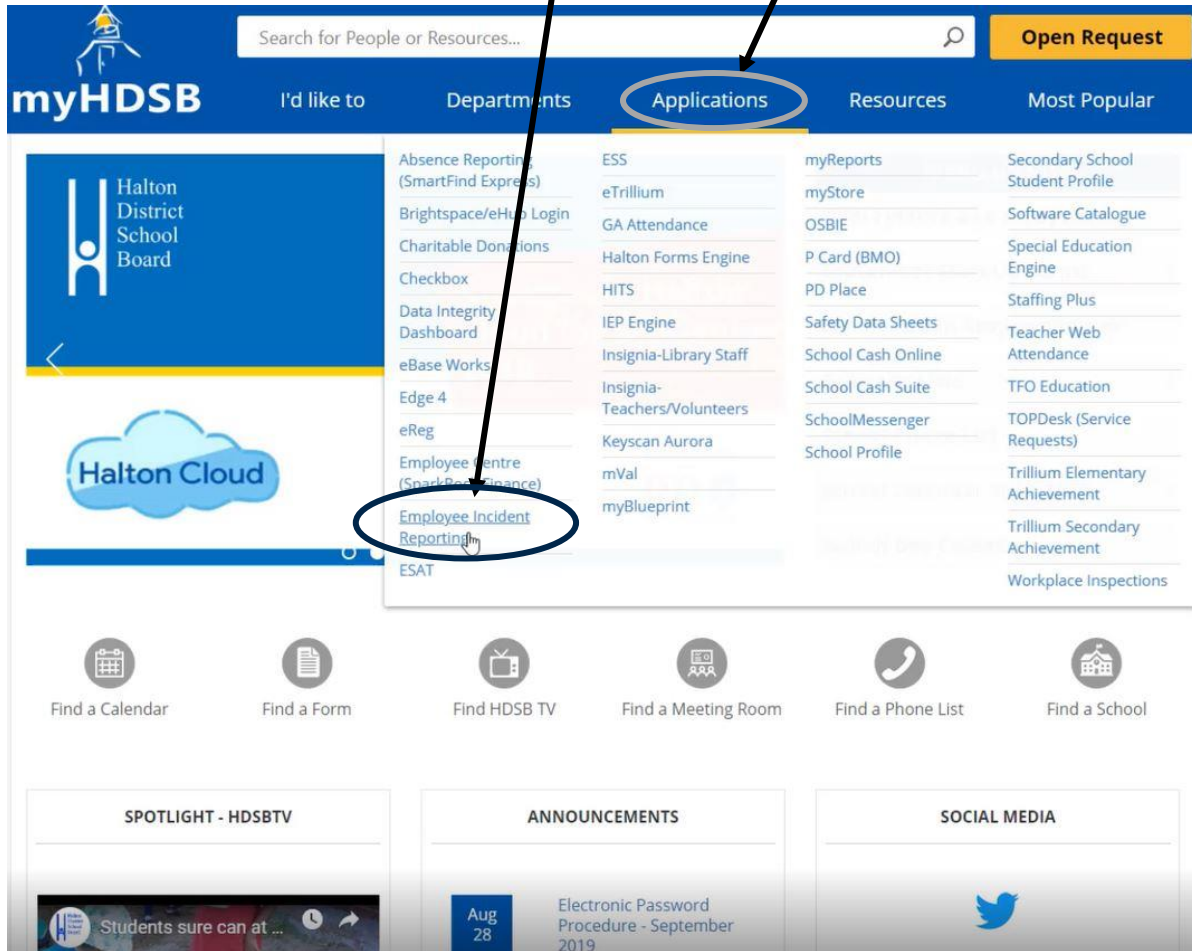 Search for People or Resources...
Open Request
myHDSB
I'd like to
Departments
Applications
Resources
Most Popular
Halton
District
School
Board
Halton Cloud
Absence Reporting
(SmartFind Express)
Brightspace/eHub Login
Charitable Donations
Checkbox
Data Integrity
Dashboard
eBase Works
Edge 4
eReg
Employee Centre
(SparkRock Finance)
Employee Incident
Reporting
ESAT
ESS
eTrillium
GA Attendance
Halton Forms Engine
HITS
IEP Engine
Insignia-Library Staff
Insignia-
Teachers/Volunteers
Keyscan Aurora
mVal
myBlueprint
myReports
myStore
OSBIE
P Card (BMO)
PD Place
Safety Data Sheets
School Cash Online
School Cash Suite
SchoolMessenger
School Profile
Secondary School
Student Profile
Software Catalogue
Special Education
Engine
Staffing Plus
Teacher Web
Attendance
TFO Education
TOPDesk (Service
Requests)
Trillium Elementary
Achievement
Trillium Secondary
Achievement
Workplace Inspections
Find a Calendar
Find a Form
Find HDSB TV
Find a Meeting Room
Find a Phone List
Find a School
SPOTLIGHT - HDSBTV
Students sure can at ...
ANNOUNCEMENTS
Aug
28
Electronic Password
Procedure - September
2019
SOCIAL MEDIA